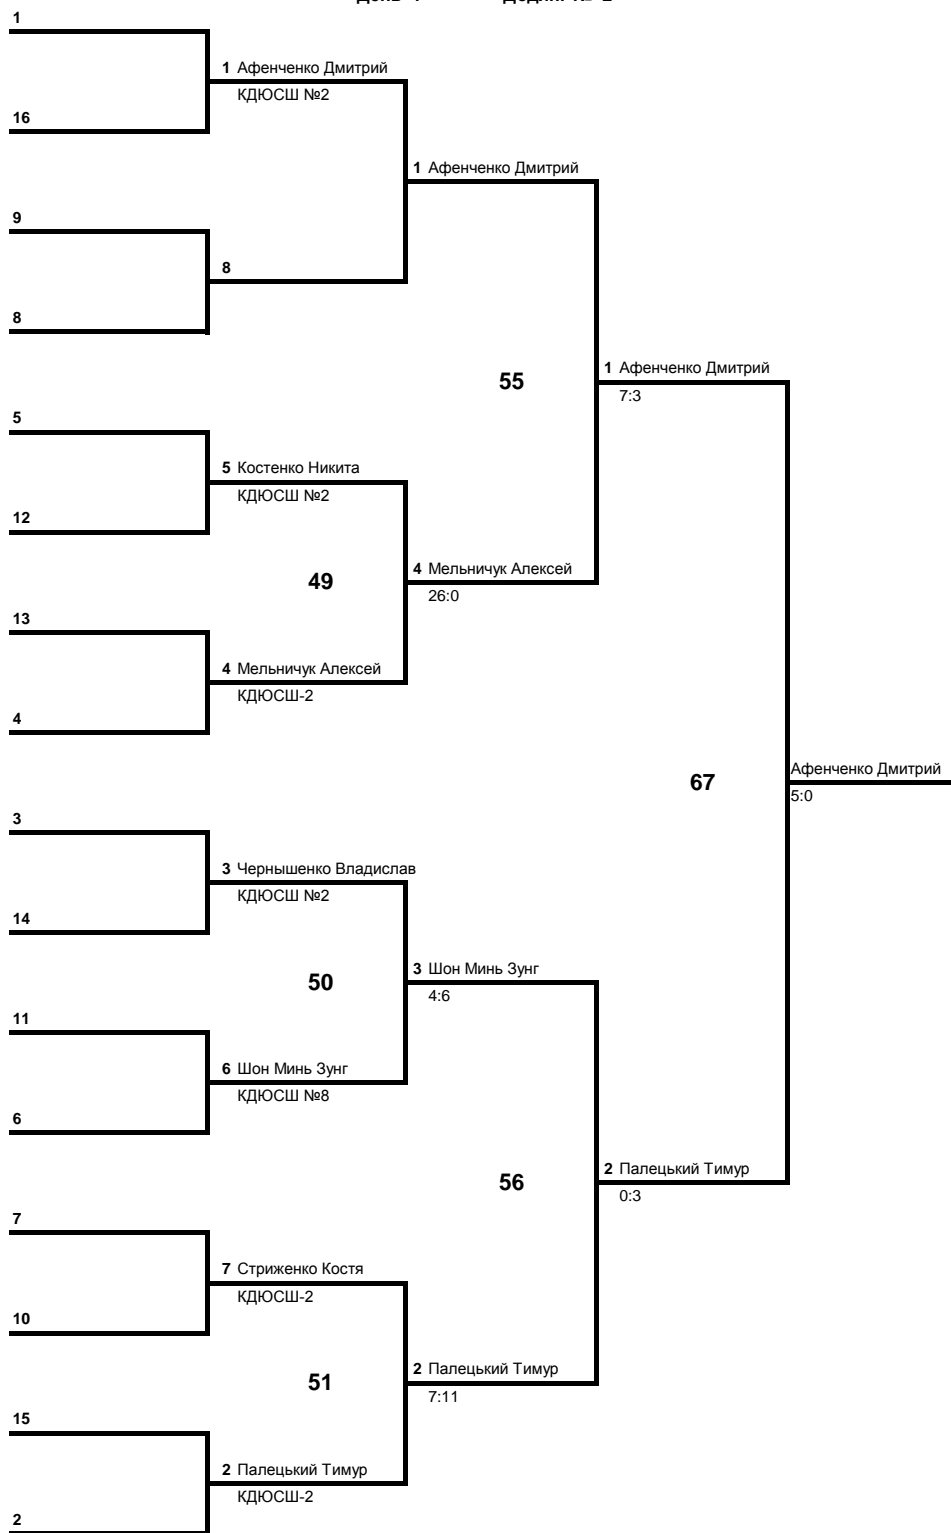 1
1 Афенченко Дмитрий
КДЮСШ №2
16
1 Афенченко Дмитрий
9
8
8
55
1 Афенченко Дмитрий
7:3
5
5 Костенко Никита
КДЮСШ №2
12
4 Мельничук Алексей
26:0
49
13
4 Мельничук Алексей
КДЮСШ-2
4
67
Афенченко Дмитрий
5:0
3
3 Чернышенко Владислав
КДЮСШ №2
14
3 Шон Минь Зунг
4:6
50
11
6 Шон Минь Зунг
КДЮСШ №8
6
56
2 Палецький Тимур
0:3
7
7 Стриженко Костя
КДЮСШ-2
10
2 Палецький Тимур
7:11
51
15
2 Палецький Тимур
КДЮСШ-2
2